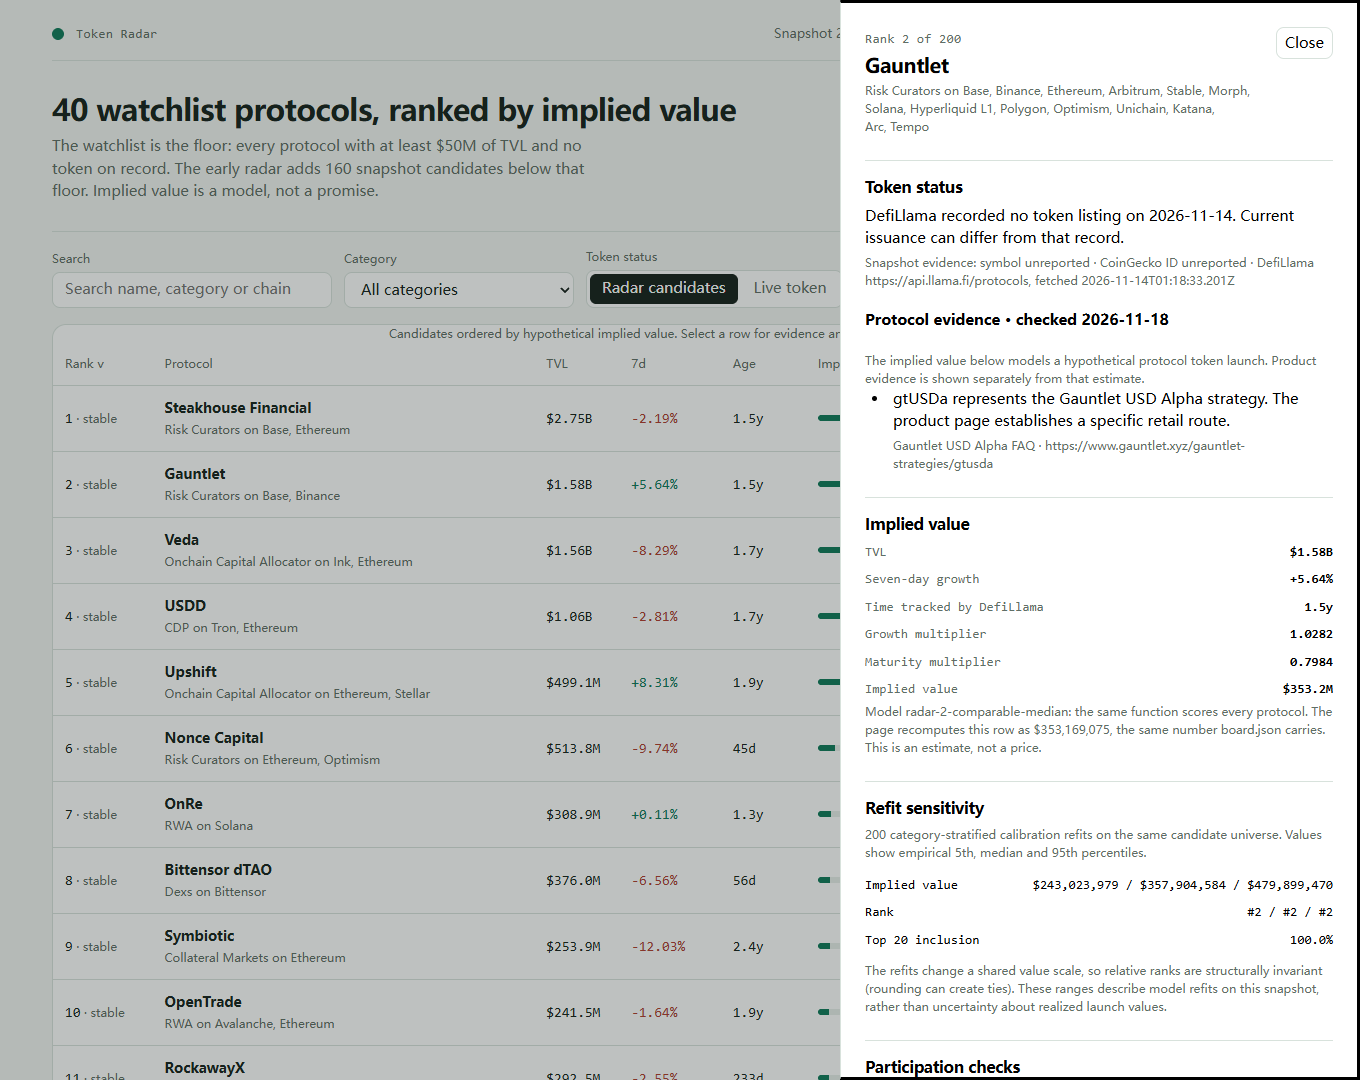 Token Radar
Snapshot 2
40 watchlist protocols, ranked by implied value
The watchlist is the floor: every protocol with at least $50M of TVL and no
token on record. The early radar adds 160 snapshot candidates below that
floor. Implied value is a model, not a promise.
Search
Category
Token status
Search name, category or chain
All categories
Radar candidates
Live token
Candidates ordered by hypothetical implied value. Select a row for evidence ar
Rank v Protocol TVL 7d Age Imp
1 · stable Steakhouse Financial $2.75B -2.19% 1.5y
Risk Curators on Base, Ethereum
2 · stable Gauntlet $1.58B +5.64% 1.5y
Risk Curators on Base, Binance
3 · stable Veda $1.56B -8.29% 1.7y
Onchain Capital Allocator on Ink, Ethereum
4 · stable USDD $1.06B -2.81% 1.7y
CDP on Tron, Ethereum
5 · stable Upshift $499.1M +8.31% 1.9y
Onchain Capital Allocator on Ethereum, Stellar
6 · stable Nonce Capital $513.8M -9.74% 45d
Risk Curators on Ethereum, Optimism
7 · stable OnRe $308.9M +0.11% 1.3y
RWA on Solana
8 · stable Bittensor dTAO $376.0M -6.56% 56d
Dexs on Bittensor
9 · stable Symbiotic $253.9M -12.03% 2.4y
Collateral Markets on Ethereum
10 · stable OpenTrade $241.5M -1.64% 1.9y
RWA on Avalanche, Ethereum
11 · stable RockawayX $292.5M -2.55% 233d
Rank 2 of 200
Close
Gauntlet
Risk Curators on Base, Binance, Ethereum, Arbitrum, Stable, Morph,
Solana, Hyperliquid L1, Polygon, Optimism, Unichain, Katana,
Arc, Tempo
Token status
DefiLlama recorded no token listing on 2026-11-14. Current
issuance can differ from that record.
Snapshot evidence: symbol unreported · CoinGecko ID unreported · DefiLlama
https://api.llama.fi/protocols, fetched 2026-11-14T01:18:33.201Z
Protocol evidence • checked 2026-11-18
The implied value below models a hypothetical protocol token launch. Product
evidence is shown separately from that estimate.
• gtUSDa represents the Gauntlet USD Alpha strategy. The
product page establishes a specific retail route.
Gauntlet USD Alpha FAQ · https://www.gauntlet.xyz/gauntlet-
strategies/gtusda
Implied value
TVL $1.58B
Seven-day growth +5.64%
Time tracked by DefiLlama 1.5y
Growth multiplier 1.0282
Maturity multiplier 0.7984
Implied value $353.2M
Model radar-2-comparable-median: the same function scores every protocol. The
page recomputes this row as $353,169,075, the same number board.json carries.
This is an estimate, not a price.
Refit sensitivity
200 category-stratified calibration refits on the same candidate universe. Values
show empirical 5th, median and 95th percentiles.
Implied value $243,023,979 / $357,904,584 / $479,899,470
Rank #2 / #2 / #2
Top 20 inclusion 100.0%
The refits change a shared value scale, so relative ranks are structurally invariant
(rounding can create ties). These ranges describe model refits on this snapshot,
rather than uncertainty about realized launch values.
Participation checks